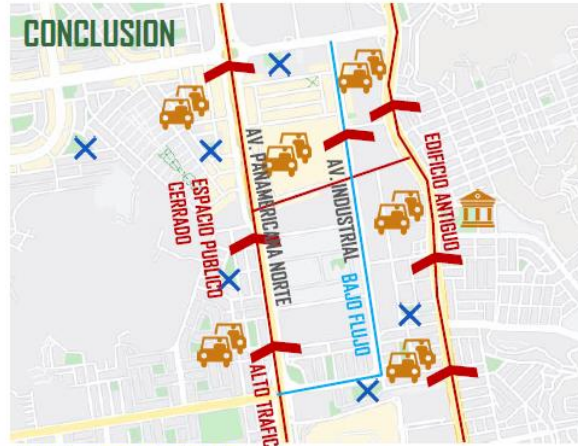 CONCLUSION
AV. PANAMERICANA NORTE
AV. INDUSTRIAL
EDIFICIO ANTIGUO
ESPACIO PUBLICO
CERRADO
BAJO FLUJO
ALTO TRAFIC